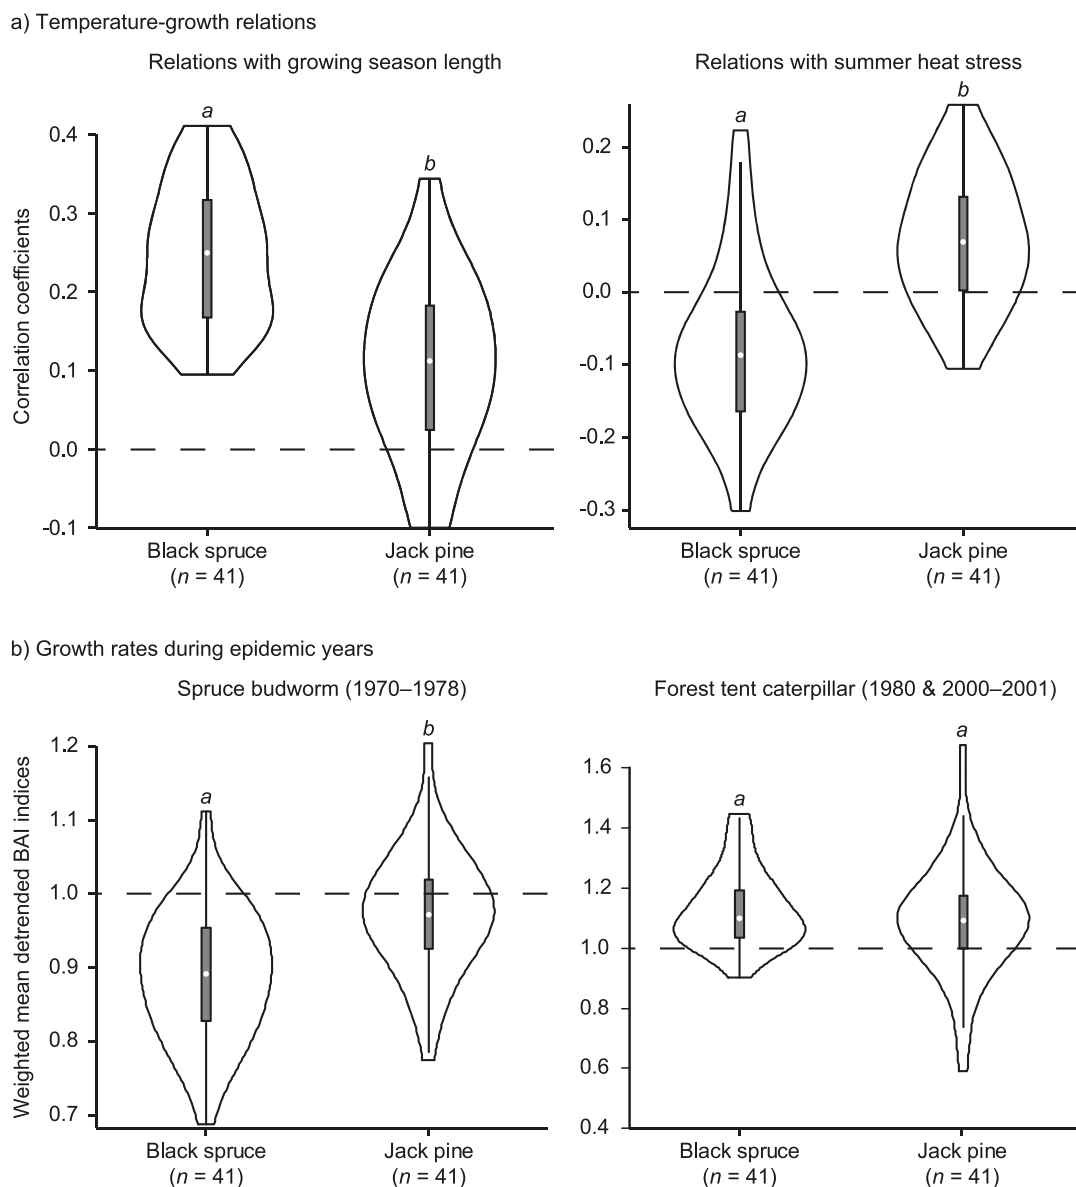 a) Temperature-growth relations
Relations with growing season length
Relations with summer heat stress
Correlation coefficients
0.4
0.3
0.2
0.1
0.0
-0.1
a
b
Black spruce
(n = 41)
Jack pine
(n = 41)
0.2
0.1
0.0
-0.1
-0.2
-0.3
a
b
Black spruce
(n = 41)
Jack pine
(n = 41)
b) Growth rates during epidemic years
Spruce budworm (1970–1978)
Forest tent caterpillar (1980 & 2000–2001)
Weighted mean detrended BAI indices
1.2
1.1
1.0
0.9
0.8
0.7
a
b
Black spruce
(n = 41)
Jack pine
(n = 41)
1.6
1.4
1.2
1.0
0.8
0.6
0.4
a
a
Black spruce
(n = 41)
Jack pine
(n = 41)